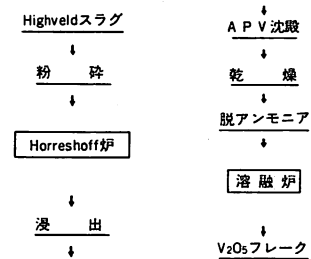 Highveldスラグ
粉砕
Horreshoff炉
浸出
APV沈殿
乾燥
脱アンモニア
溶融炉
V2O5フレーク